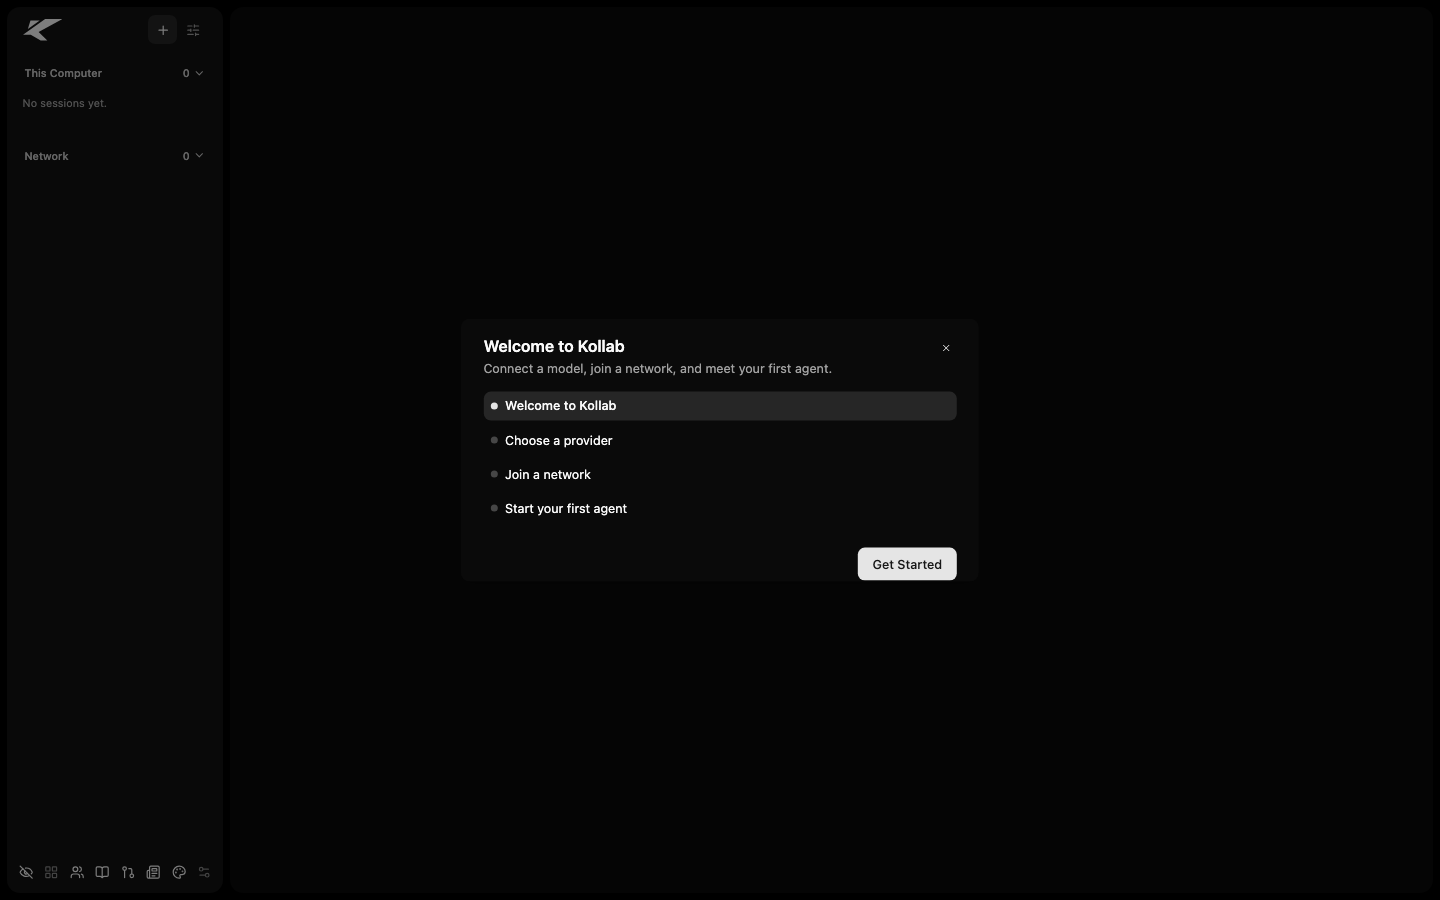 This Computer
0
No sessions yet.
Network
0
Welcome to Kollab
Connect a model, join a network, and meet your first agent.
Welcome to Kollab
Choose a provider
Join a network
Start your first agent
Get Started